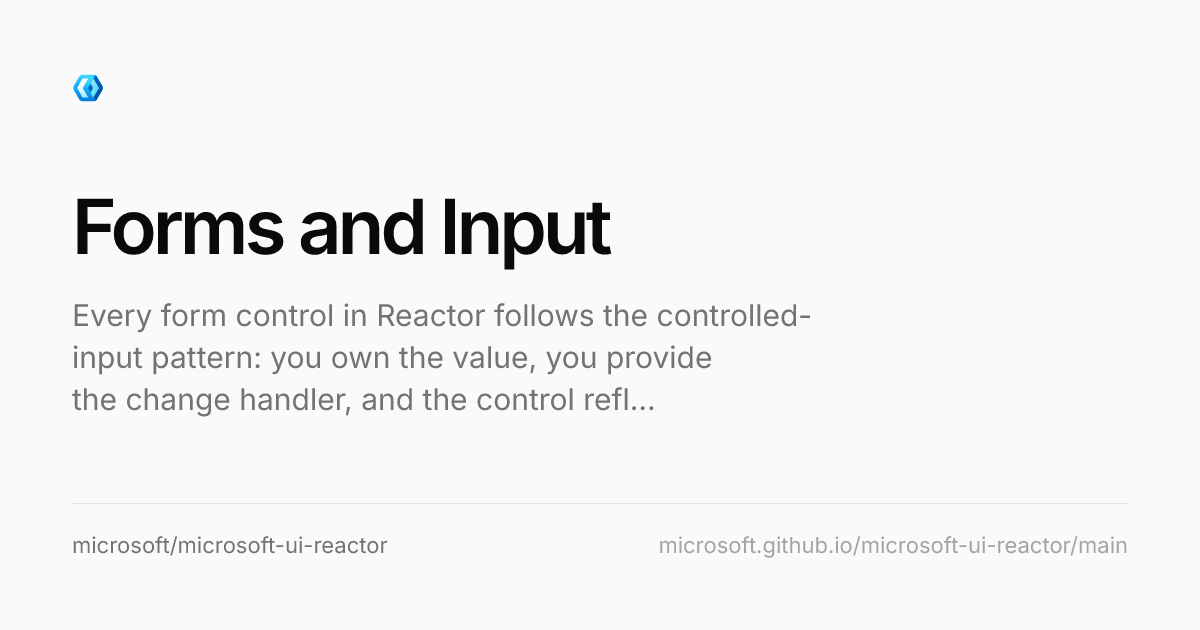 Forms and Input
Every form control in Reactor follows the controlled-
input pattern: you own the value, you provide
the change handler, and the control refl...
microsoft/microsoft-ui-reactor
microsoft.github.io/microsoft-ui-reactor/main